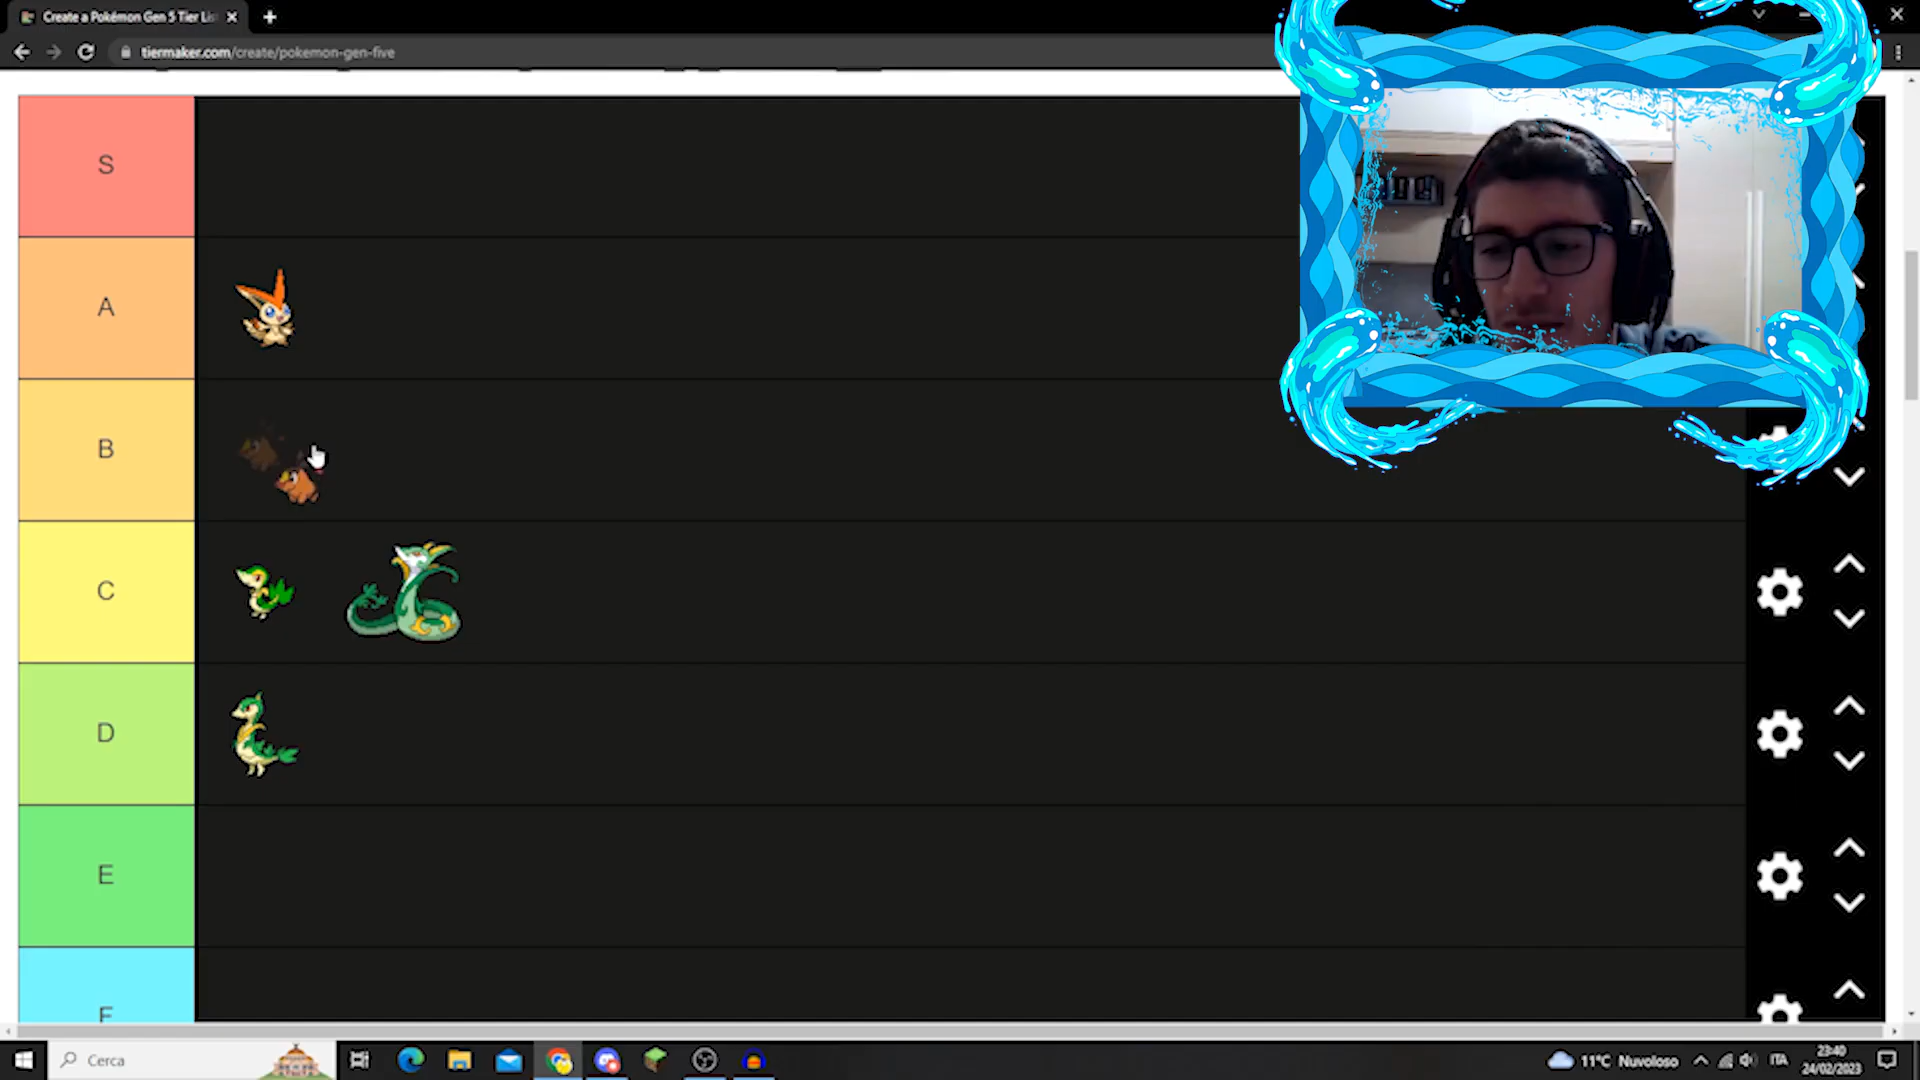 Create a Pokémon Gen 5 Tier Lis
tiermaker.com/create/pokemon-gen-five
S
A
B
C
D
E
F
Cerca
11°C Nuvoloso
ITA
23:40
24/02/2023